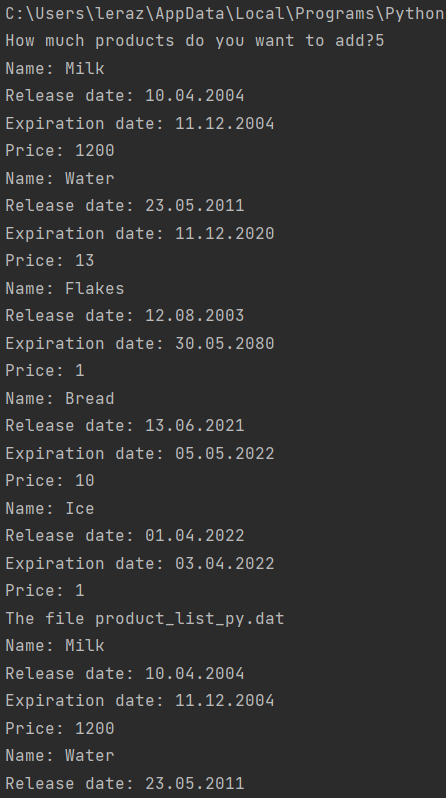 C:\Users\leraz\AppData\Local\Programs\Python
How much products do you want to add?5
Name: Milk
Release date: 10.04.2004
Expiration date: 11.12.2004
Price: 1200
Name: Water
Release date: 23.05.2011
Expiration date: 11.12.2020
Price: 13
Name: Flakes
Release date: 12.08.2003
Expiration date: 30.05.2080
Price: 1
Name: Bread
Release date: 13.06.2021
Expiration date: 05.05.2022
Price: 10
Name: Ice
Release date: 01.04.2022
Expiration date: 03.04.2022
Price: 1
The file product_list_py.dat
Name: Milk
Release date: 10.04.2004
Expiration date: 11.12.2004
Price: 1200
Name: Water
Release date: 23.05.2011